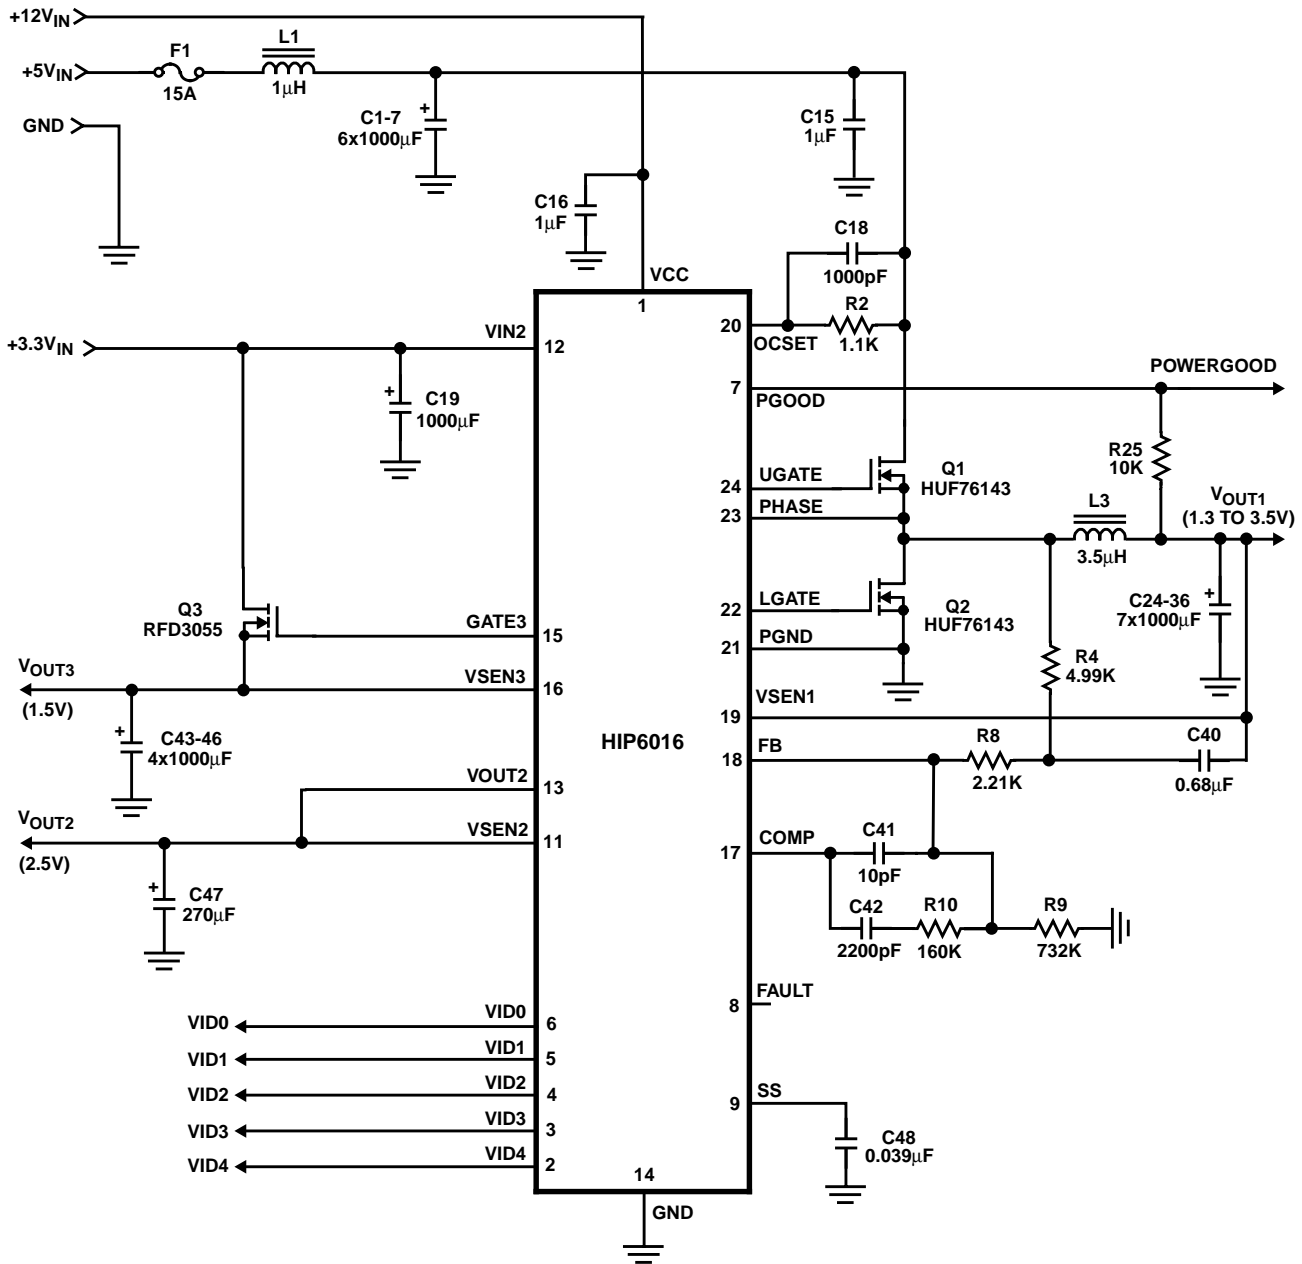 +12VIN
F1
L1
+5VIN
15A
1μH
GND
C1-7
6x1000μF
C15
1μF
C16
1μF
C18
1000pF
VCC
1
R2
1.1K
20
OCSET
+3.3VIN
VIN2
12
C19
1000μF
7
PGOOD
POWERGOOD
R25
10K
Q1
HUF76143
UGATE
24
PHASE
23
L3
3.5μH
VOUT1
(1.3 TO 3.5V)
Q3
RFD3055
GATE3
15
LGATE
22
Q2
HUF76143
C24-36
7x1000μF
PGND
21
R4
4.99K
VOUT3
(1.5V)
VSEN3
16
VSEN1
19
C43-46
4x1000μF
HIP6016
FB
18
R8
2.21K
C40
0.68μF
VOUT2
13
VOUT2
(2.5V)
VSEN2
11
COMP
17
C41
10pF
C47
270μF
C42
2200pF
R10
160K
R9
732K
FAULT
8
VID0
VID0
6
VID1
VID1
5
VID2
VID2
4
VID3
VID3
3
VID4
VID4
2
SS
9
C48
0.039μF
14
GND